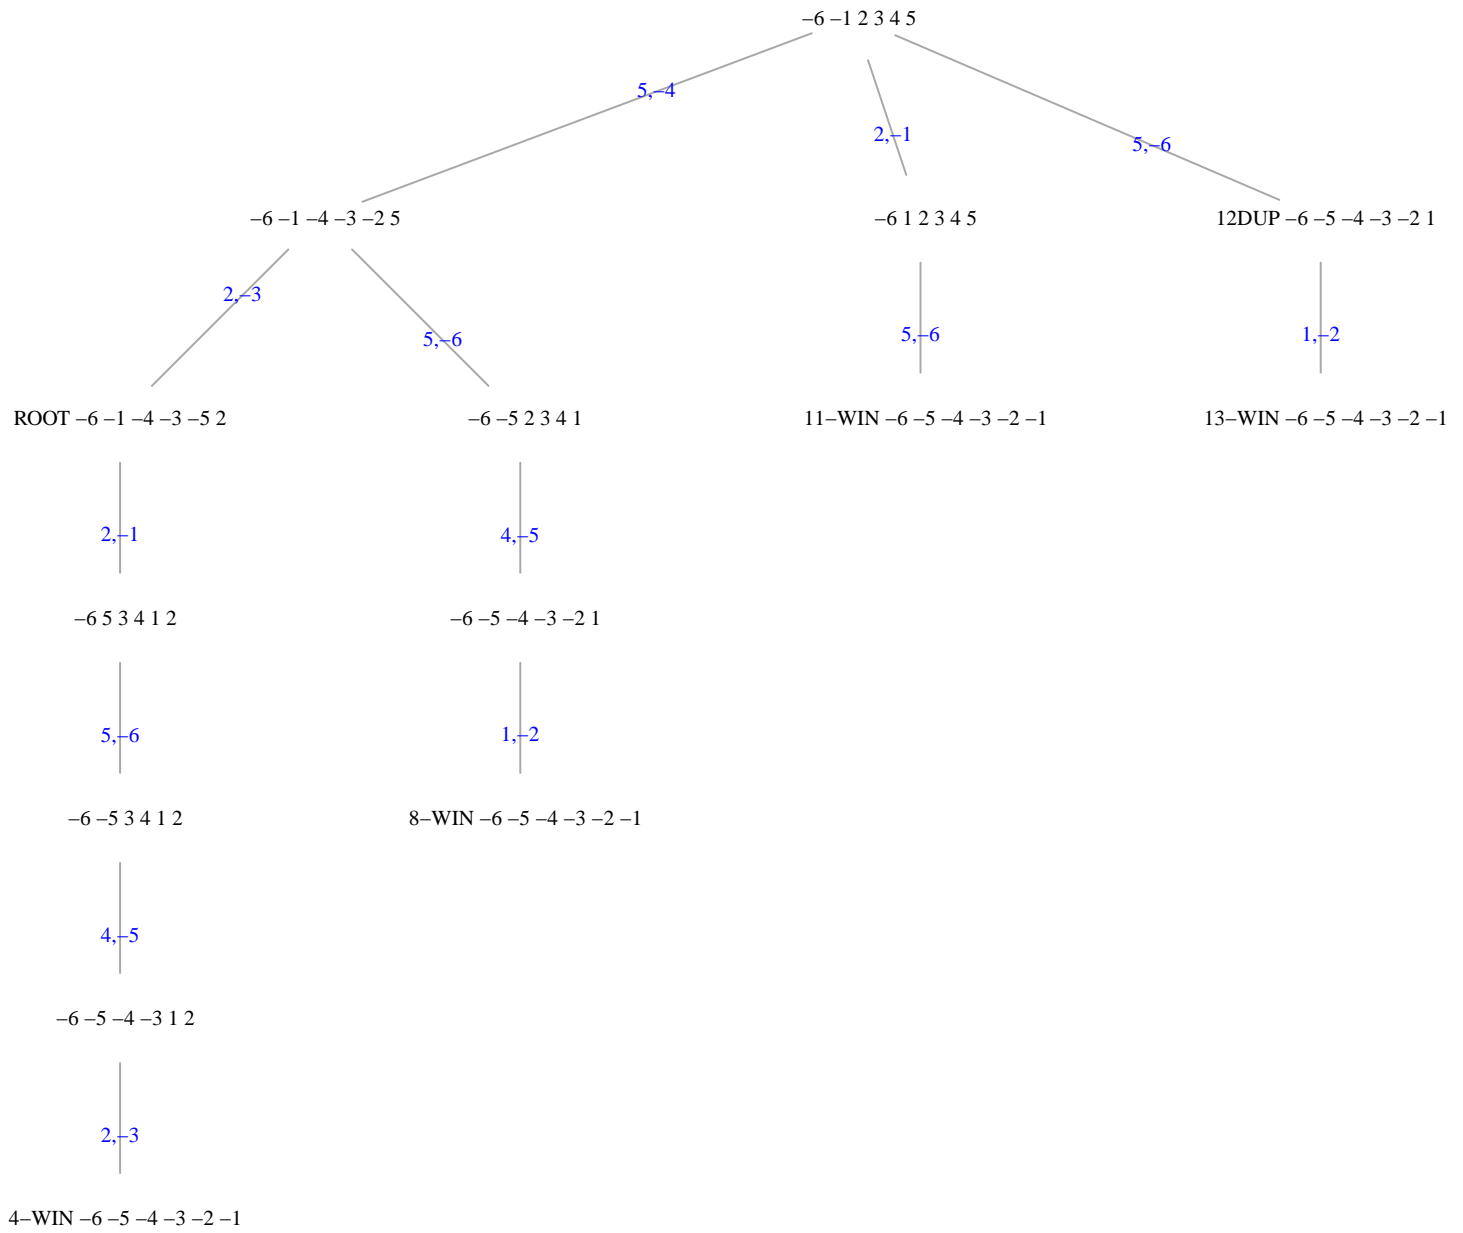 –6 –1 2 3 4 5
5,–4
2,–1
5,–6
–6 –1 –4 –3 –2 5
–6 1 2 3 4 5
12DUP –6 –5 –4 –3 –2 1
2,–3
5,–6
5,–6
1,–2
ROOT –6 –1 –4 –3 –5 2
–6 –5 2 3 4 1
11–WIN –6 –5 –4 –3 –2 –1
13–WIN –6 –5 –4 –3 –2 –1
2,–1
4,–5
–6 5 3 4 1 2
–6 –5 –4 –3 –2 1
5,–6
1,–2
–6 –5 3 4 1 2
8–WIN –6 –5 –4 –3 –2 –1
4,–5
–6 –5 –4 –3 1 2
2,–3
4–WIN –6 –5 –4 –3 –2 –1